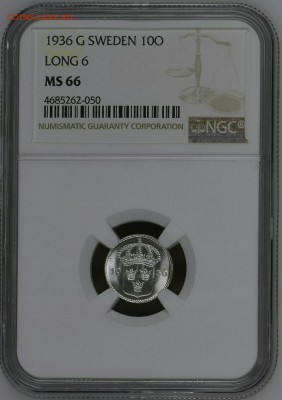 1936 G SWEDEN 10O
LONG 6
MS 66
4685262-050
NUMISMATIC GUARANTY CORPORATION
NGC®